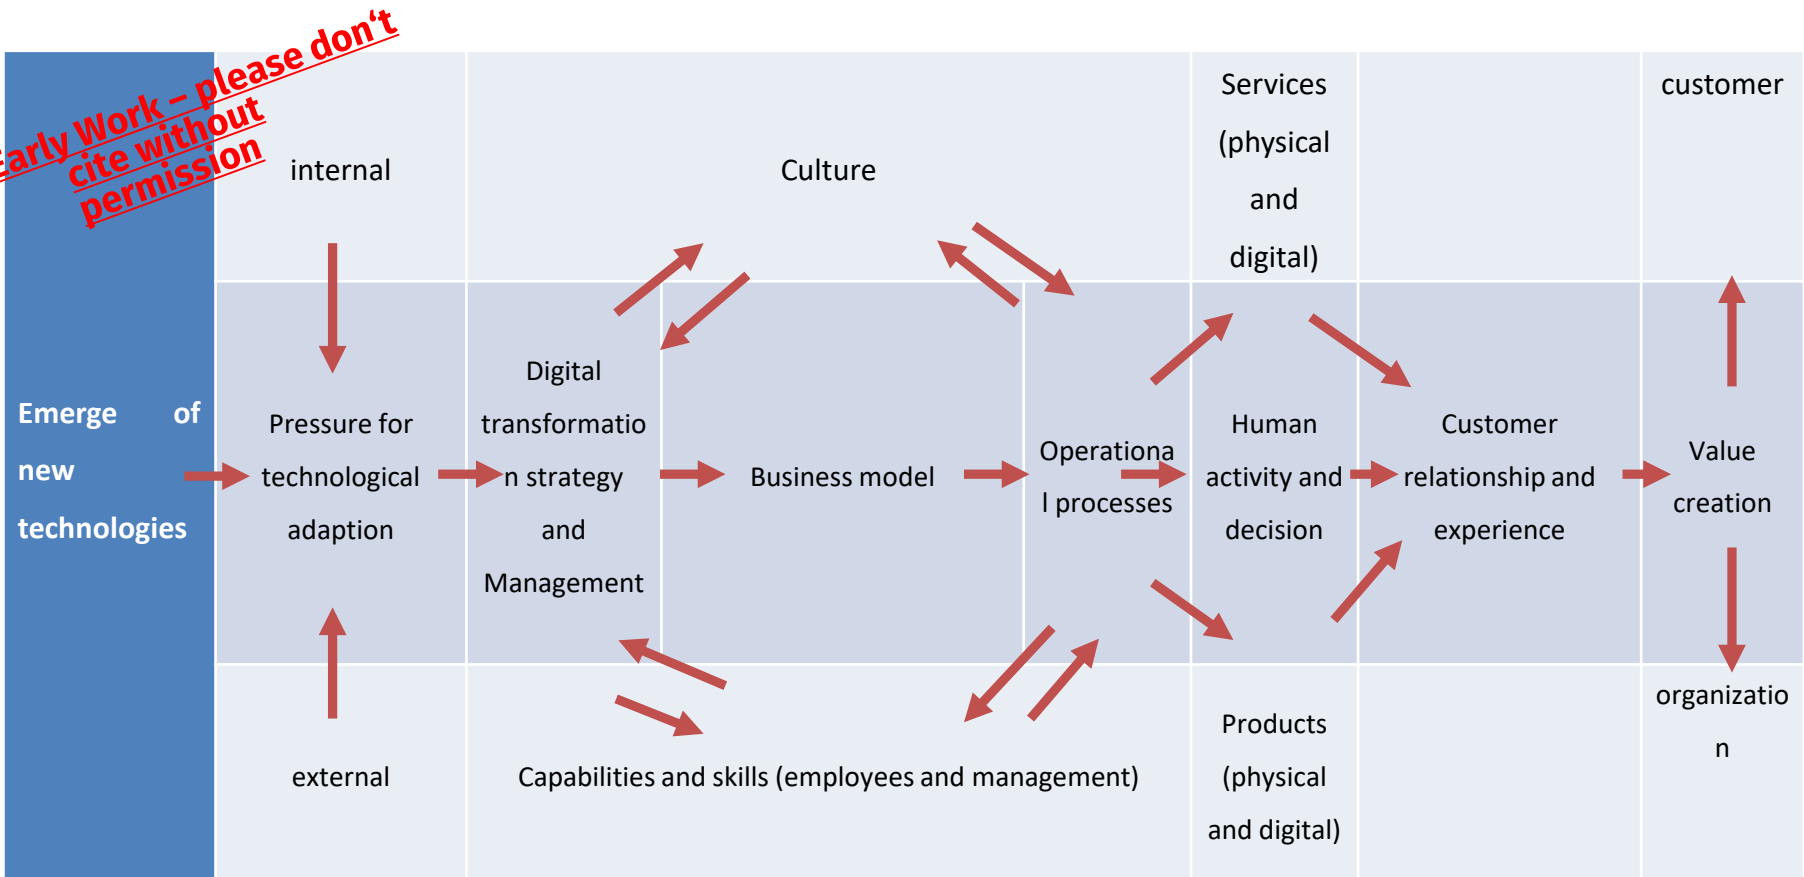 Early Work – please don't
cite without
permission
Emerge of
new
technologies
internal
Pressure for
technological
adaption
external
Culture
Digital
transformatio
n strategy
and
Management
Business model
Operationa
l processes
Capabilities and skills (employees and management)
Services
(physical
and
digital)
Human
activity and
decision
Products
(physical
and digital)
Customer
relationship and
experience
customer
Value
creation
organizatio
n